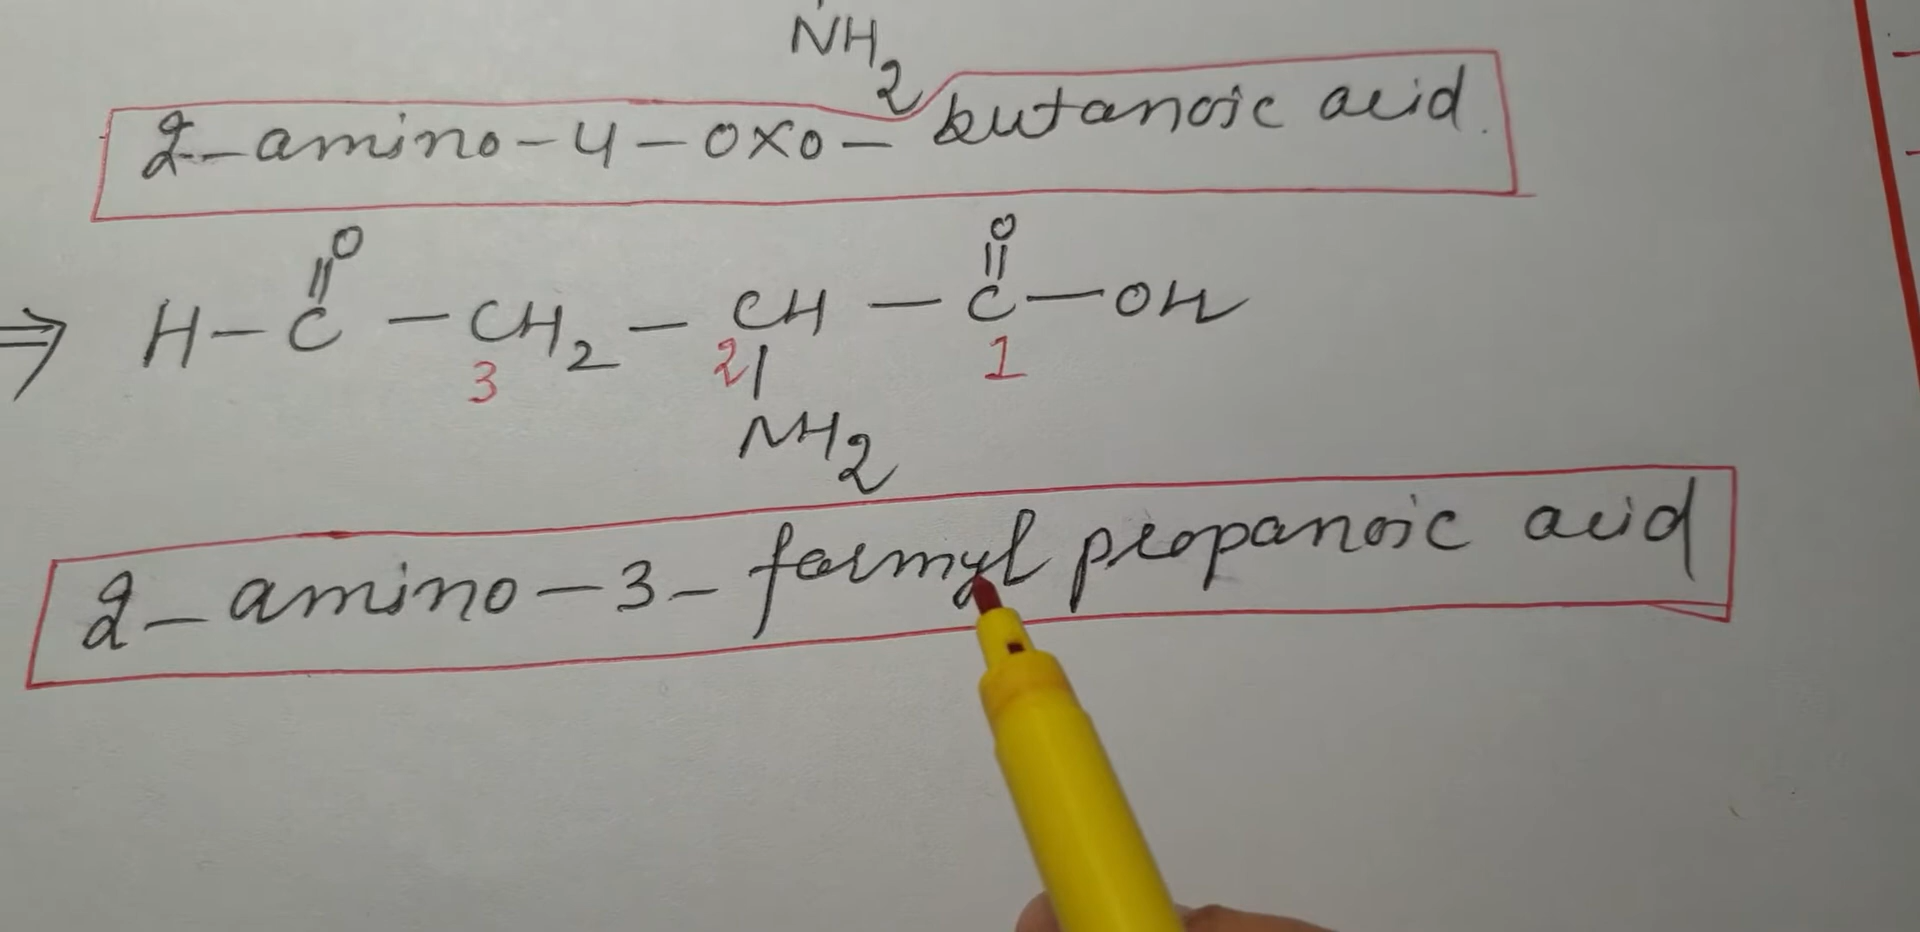 NH2
2-amino-4-oxo-butanoic acid.
O O
⇒ H-C-CH2-CH-C-OH
3 2 1
NH2
2-amino-3-formyl propanoic acid